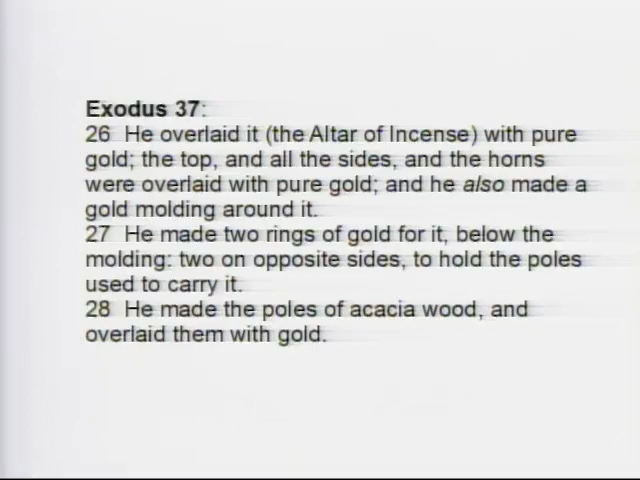 Exodus 37:
26 He overlaid it (the Altar of Incense) with pure
gold; the top, and all the sides, and the horns
were overlaid with pure gold; and he also made a
gold molding around it.
27 He made two rings of gold for it, below the
molding: two on opposite sides, to hold the poles
used to carry it.
28 He made the poles of acacia wood, and
overlaid them with gold.